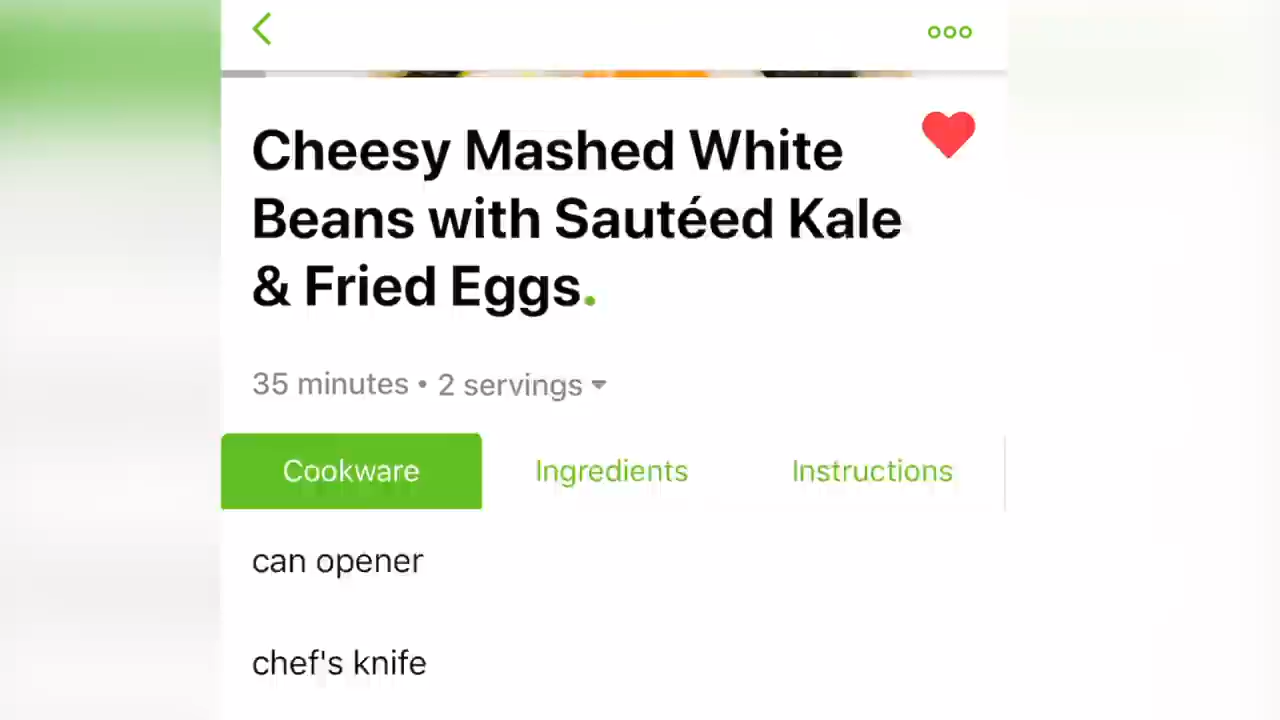 Cheesy Mashed White
Beans with Sautéed Kale
& Fried Eggs.
35 minutes • 2 servings
Cookware
Ingredients
Instructions
can opener
chef's knife